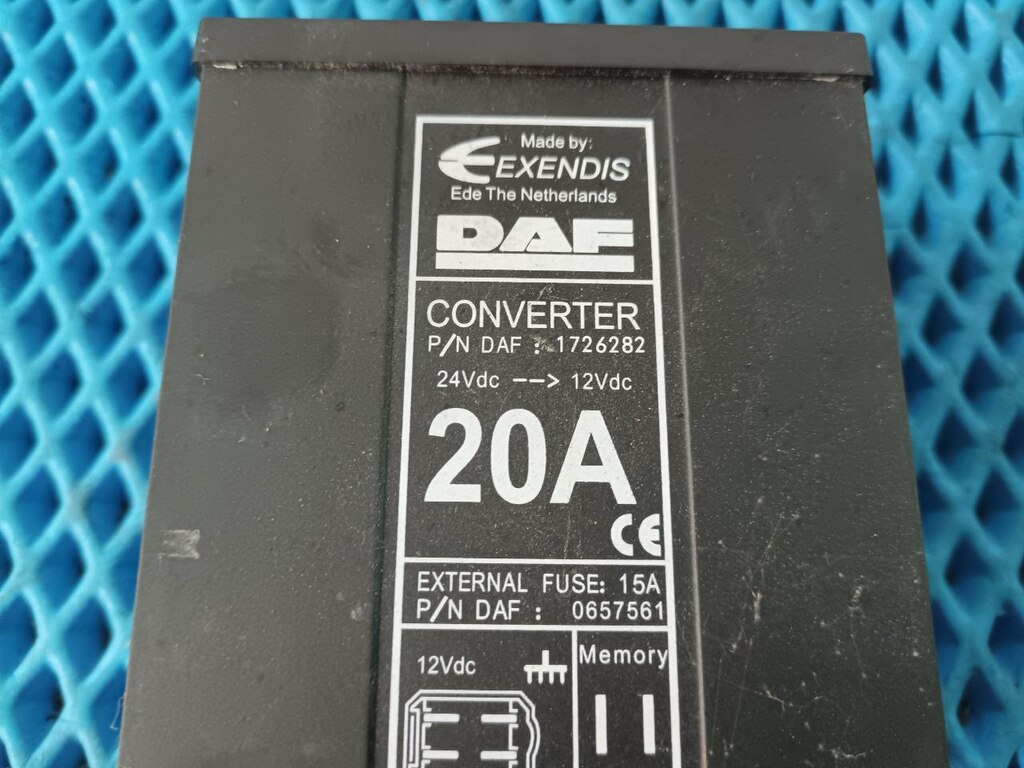 Made by:
EXENDIS
Ede The Netherlands
DAF
CONVERTER
P/N DAF : 1726282
24Vdc --> 12Vdc
20A
CE
EXTERNAL FUSE: 15A
P/N DAF : 0657561
12Vdc
Memory